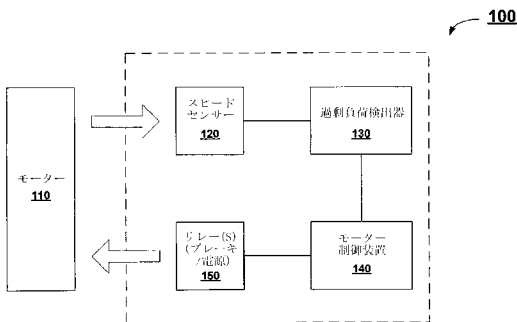 100
スピード
センサー
120
過剰負荷検出器
130
モーター
110
リレー(S)
(ブレーキ
/電源)
150
モーター
制御装置
140